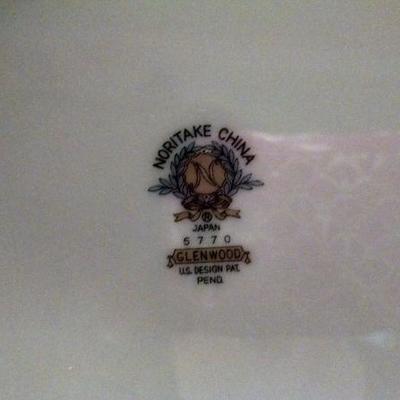 NORITAKE CHINA
N
®
JAPAN
5770
GLENWOOD
U.S. DESIGN PAT.
PEND.